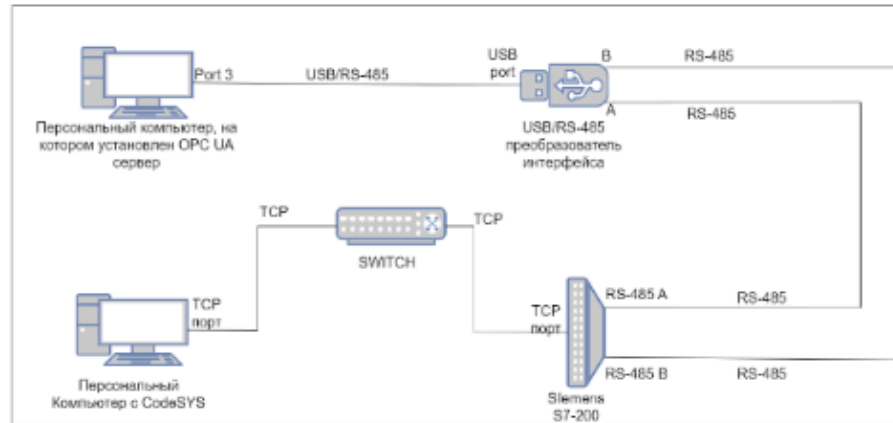 USB port
B
RS-485
Port 3
USB/RS-485
A
RS-485
Персональный компьютер, на
котором установлен OPC UA
сервер
USB/RS-485
преобразователь
интерфейса
TCP
TCP
SWITCH
TCP
порт
TCP
порт
RS-485 A
RS-485
RS-485 B
RS-485
Персональный
Компьютер с CodeSYS
Siemens
S7-200